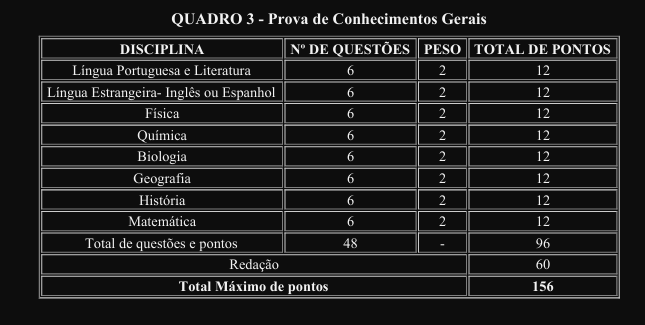 QUADRO 3 - Prova de Conhecimentos Gerais
DISCIPLINA Nº DE QUESTÕES PESO TOTAL DE PONTOS
Língua Portuguesa e Literatura 6 2 12
Língua Estrangeira- Inglês ou Espanhol 6 2 12
Física 6 2 12
Química 6 2 12
Biologia 6 2 12
Geografia 6 2 12
História 6 2 12
Matemática 6 2 12
Total de questões e pontos 48 - 96
Redação 60
Total Máximo de pontos 156